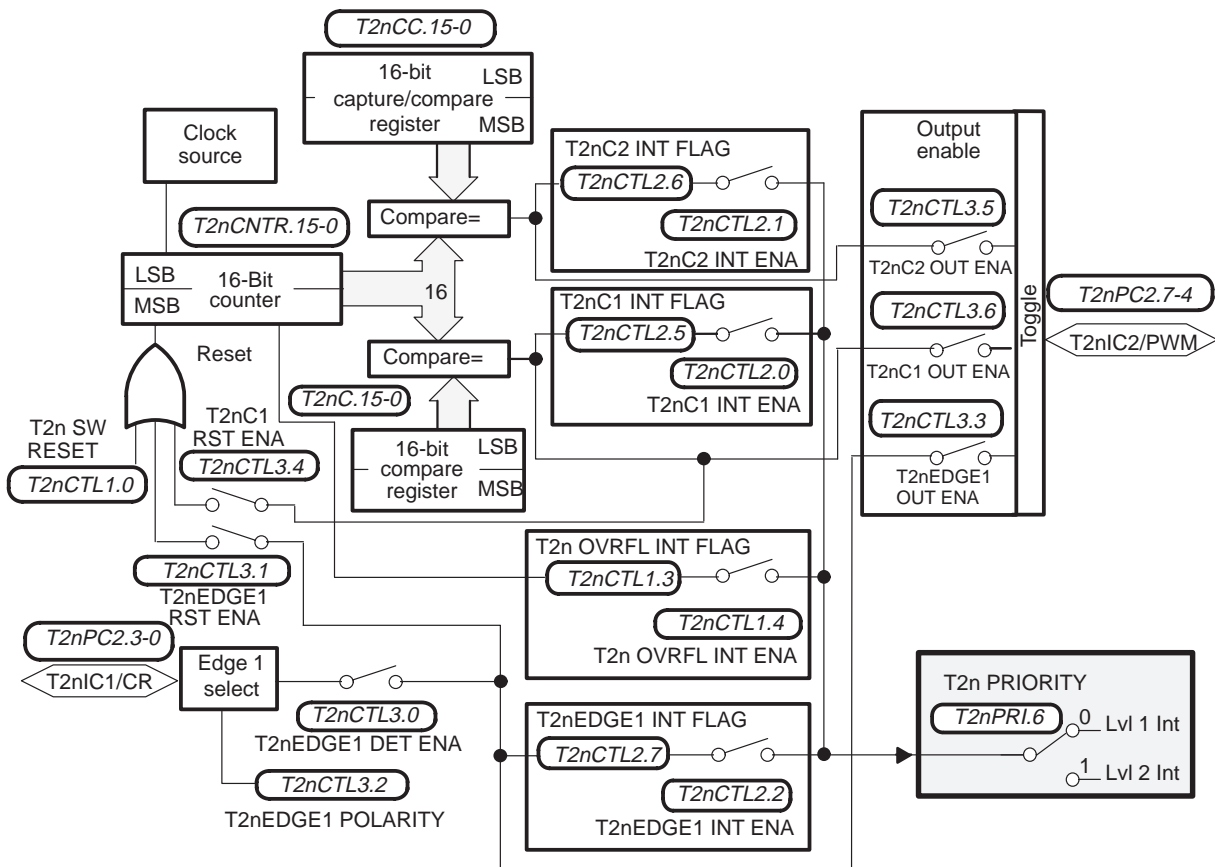 T2nCC.15-0
16-bit
LSB
capture/compare
register
MSB
Clock
source
T2nCNTR.15-0
LSB
MSB
16-Bit
counter
Compare=
16
Compare=
T2nC.15-0
16-bit
compare
register
LSB
MSB
Reset
T2n SW
RESET
T2nCTL1.0
T2nC1
RST ENA
T2nCTL3.4
T2nCTL3.1
T2nEDGE1
RST ENA
T2nPC2.3-0
T2nIC1/CR
Edge 1
select
T2nCTL3.0
T2nEDGE1 DET ENA
T2nCTL3.2
T2nEDGE1 POLARITY
T2nC2 INT FLAG
T2nCTL2.6
T2nCTL2.1
T2nC2 INT ENA
T2nC1 INT FLAG
T2nCTL2.5
T2nCTL2.0
T2nC1 INT ENA
T2n OVRFL INT FLAG
T2nCTL1.3
T2nCTL1.4
T2n OVRFL INT ENA
T2nEDGE1 INT FLAG
T2nCTL2.7
T2nCTL2.2
T2nEDGE1 INT ENA
Output
enable
T2nCTL3.5
T2nC2 OUT ENA
T2nCTL3.6
T2nC1 OUT ENA
T2nCTL3.3
T2nEDGE1
OUT ENA
Toggle
T2nPC2.7-4
T2nIC2/PWM
T2n PRIORITY
T2nPRI.6
0
Lvl 1 Int
1
Lvl 2 Int